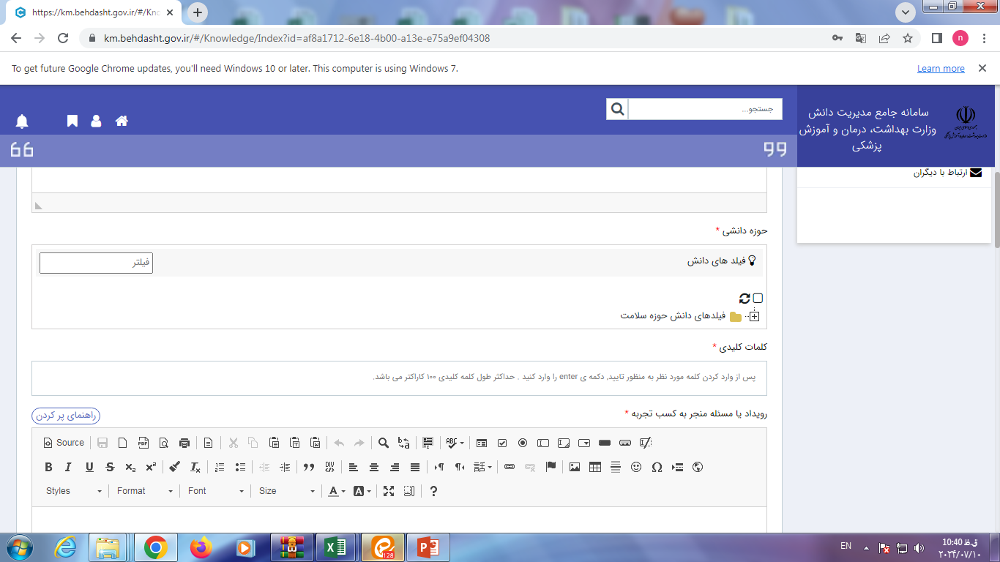 https://km.behdasht.gov.ir/#/Kno
km.behdasht.gov.ir/#/Knowledge/Index?id=af8a1712-6e18-4b00-a13e-e75a9ef04308
n
To get future Google Chrome updates, you'll need Windows 10 or later. This computer is using Windows 7.
Learn more
سامانه جامع مدیریت دانش
وزارت بهداشت، درمان و آموزش
پزشکی
جستجو...
ارتباط با دیگران
حوزه دانشی *
فیلد های دانش
فیلتر
فیلدهای دانش حوزه سلامت
کلمات کلیدی *
پس از وارد کردن کلمه مورد نظر به منظور تایید, دکمه ی enter را وارد کنید . حداکثر طول کلمه کلیدی ۱۰۰ کاراکتر می باشد.
رویداد یا مسئله منجر به کسب تجربه *
راهنمای پر کردن
Source
Styles
Format
Font
Size
128
EN
10:40 ق.ظ
۲۰۲۴/۰۷/۱۰